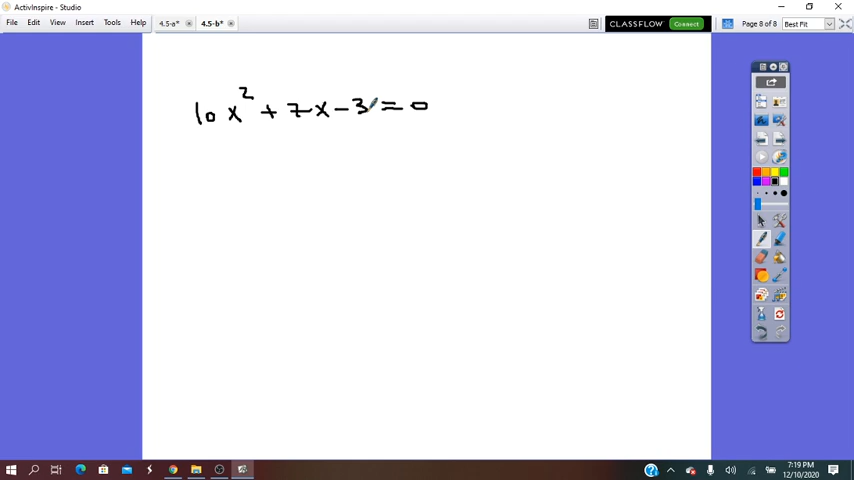 ActivInspire - Studio
File Edit View Insert Tools Help
4.5-a* 4.5-b*
CLASSFLOW Connect
Page 8 of 8 Best Fit
10x² + 7x - 3 = 0
7:19 PM
12/10/2020